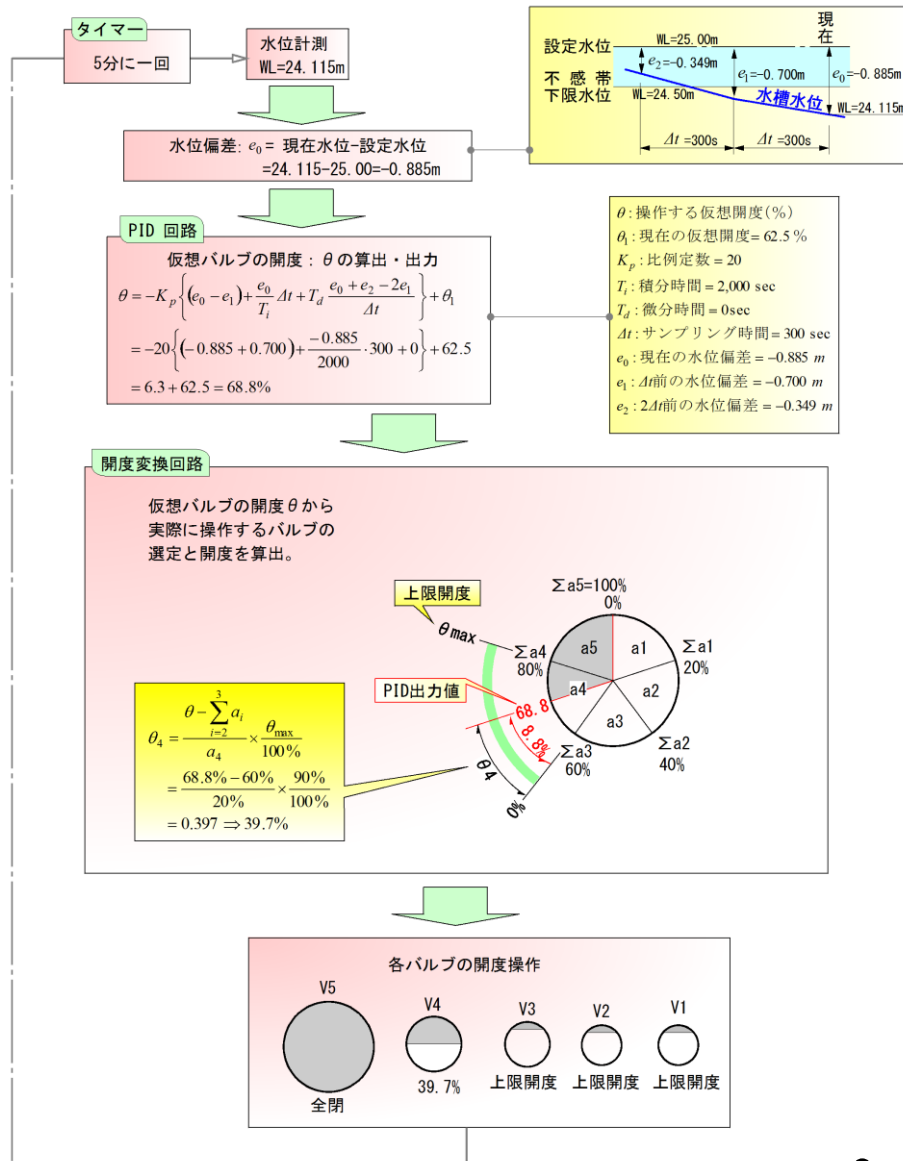 タイマー
5分に一回
水位計測
WL=24.115m
現在
設定水位
WL=25.00m
e₂=-0.349m
e₁=-0.700m
e₀=-0.885m
不感帯
下限水位
WL=24.50m
水槽水位
WL=24.115m
Δt=300s
Δt=300s
水位偏差: e₀ = 現在水位-設定水位
=24.115-25.00=-0.885m
PID 回路
仮想バルブの開度：θの算出・出力
θ = -Kₚ{(e₀ - e₁) + e₀/Tᵢ Δt + T_d (e₀ + e₂ - 2e₁)/Δt} + θ₁
= -20{(-0.885 + 0.700) + -0.885/2000 · 300 + 0} + 62.5
= 6.3 + 62.5 = 68.8%
θ:操作する仮想開度(%)
θ₁:現在の仮想開度= 62.5 %
Kₚ:比例定数= 20
Tᵢ:積分時間= 2,000 sec
T_d:微分時間= 0sec
Δt:サンプリング時間= 300 sec
e₀:現在の水位偏差= -0.885 m
e₁:Δt前の水位偏差= -0.700 m
e₂:2Δt前の水位偏差= -0.349 m
開度変換回路
仮想バルブの開度θから
実際に操作するバルブの
選定と開度を算出。
上限開度
θmax
Σa5=100%
0%
Σa4
80%
a5
a1
Σa1
20%
PID出力値
68.8
a4
a2
a3
8.8%
Σa3
60%
Σa2
40%
θ4
0%
θ₄ = (θ - Σ_{i=2}^{3} aᵢ)/a₄ × θmax/100%
= (68.8% - 60%)/20% × 90%/100%
= 0.397 ⇒ 39.7%
各バルブの開度操作
V5
V4
V3
V2
V1
全閉
39.7%
上限開度
上限開度
上限開度